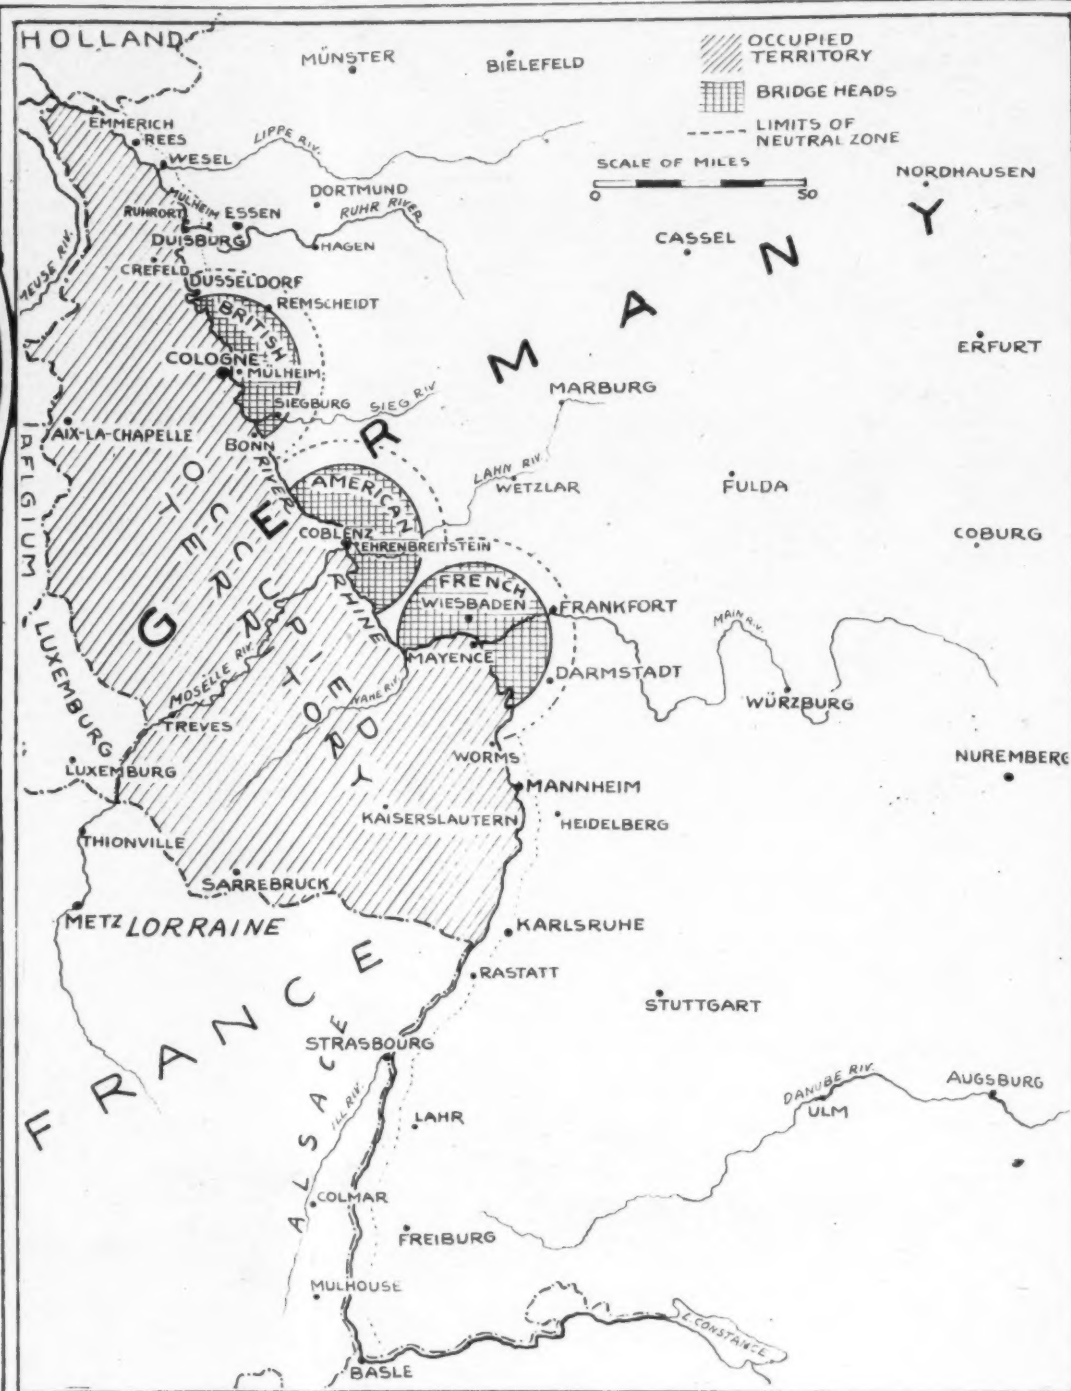 HOLLAND
MÜNSTER
BIELEFELD
OCCUPIED
TERRITORY
BRIDGE HEADS
LIMITS OF
NEUTRAL ZONE
SCALE OF MILES
0 50
EMMERICH
REES
WESEL
LIPPE RIV.
NORDHAUSEN
DORTMUND
RUHR RIVER
MULHEIM
RUHRORT
ESSEN
DUISBURG
HAGEN
CASSEL
MEUSE RIV.
CREFELD
DUSSELDORF
REMSCHEIDT
BRITISH
COLOGNE
MÜLHEIM
ERFURT
MARBURG
SIEGBURG
SIEG RIV.
AIX-LA-CHAPELLE
BONN
RIVER
RHINE
GERMANY
AMERICAN
LAHN RIV.
WETZLAR
FULDA
COBURG
COBLENZ
EHRENBREITSTEIN
OCCUPIED
TERRITORY
FRENCH
WIESBADEN
FRANKFORT
MAIN RIV.
MAYENCE
DARMSTADT
WÜRZBURG
LUXEMBURG
MOSELLE RIV.
NAHE RIV.
TREVES
WORMS
NUREMBERG
LUXEMBURG
MANNHEIM
KAISERSLAUTERN
HEIDELBERG
THIONVILLE
SARREBRUCK
METZ
LORRAINE
KARLSRUHE
FRANCE
RASTATT
STUTTGART
STRASBOURG
ALSACE
ILL RIV.
DANUBE RIV.
AUGSBURG
ULM
LAHR
COLMAR
FREIBURG
MULHOUSE
L. CONSTANCE
BASLE